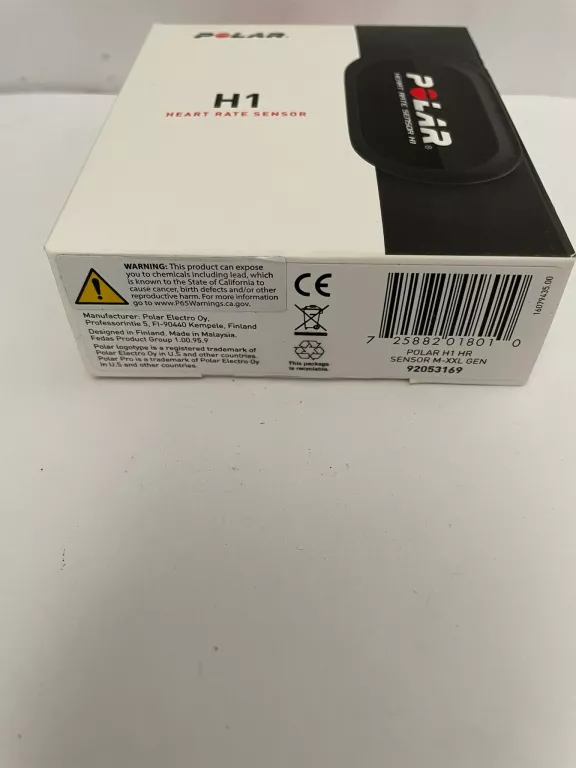 POLAR
H1
HEART RATE SENSOR
POLAR®
HEART RATE SENSOR H1
WARNING: This product can expose
you to chemicals including lead, which
is known to the State of California to
cause cancer, birth defects and/or other
reproductive harm. For more information
go to www.P65Warnings.ca.gov.
Manufacturer: Polar Electro Oy,
Professorintie 5, FI-90440 Kempele, Finland
Designed in Finland. Made in Malaysia.
Fedas Product Group 1.00.95.9
Polar logotype is a registered trademark of
Polar Electro Oy in U.S and other countries.
Polar Pro is a trademark of Polar Electro Oy
in U.S and other countries.
CE
This package
is recyclable.
7 25882 01801 0
POLAR H1 HR
SENSOR M-XXL GEN
92053169
16079435.00